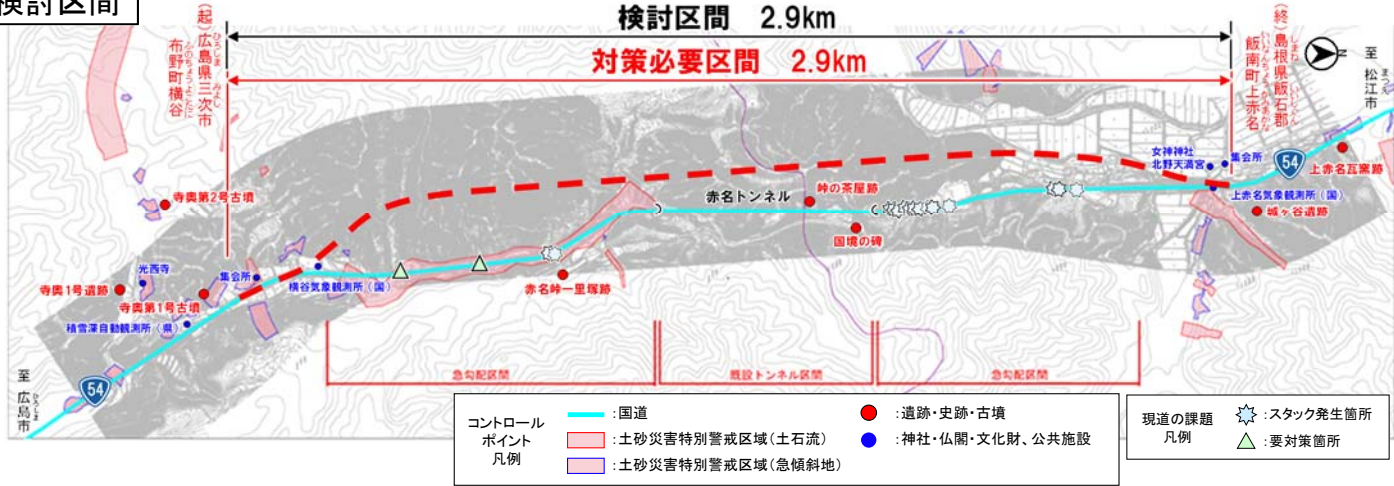 検討区間
検討区間 2.9km
対策必要区間 2.9km
(起)広島県三次市
ひろしま みよし
布野町横谷
ふのちょうよこだに
(終)島根県飯石郡
しまね いいしぐん
飯南町上赤名
いいなんちょうかみあかな
N
至 松江市
まつえ
寺奥第2号古墳
光西寺
寺奥1号遺跡
寺奥第1号古墳
集会所
積雪深自動観測所(県)
横谷気象観測所(国)
赤名峠一里塚跡
赤名トンネル
峠の茶屋跡
国境の碑
女神神社
北野天満宮
集会所
54
上赤名瓦窯跡
上赤名気象観測所(国)
城ヶ谷遺跡
54
至 広島市
ひろしま
急勾配区間
既設トンネル区間
急勾配区間
コントロール
ポイント
凡例
:国道
:土砂災害特別警戒区域(土石流)
:土砂災害特別警戒区域(急傾斜地)
:遺跡・史跡・古墳
:神社・仏閣・文化財、公共施設
現道の課題
凡例
:スタック発生箇所
:要対策箇所